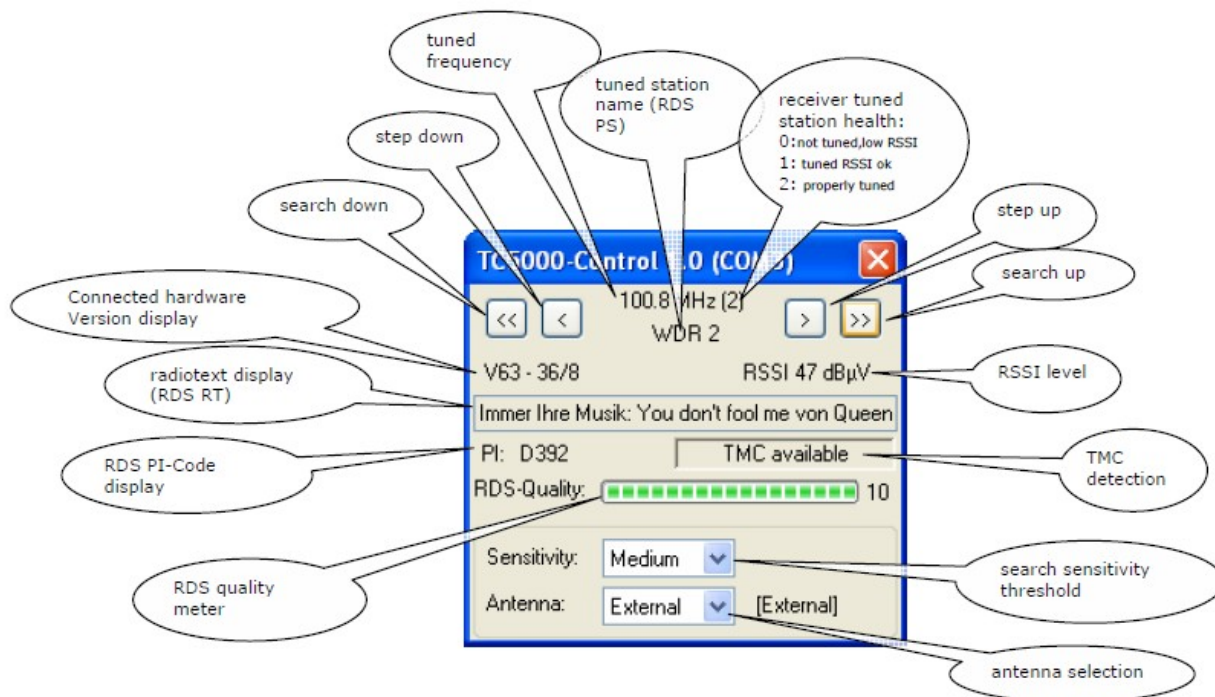 tuned
frequency
tuned station
name (RDS
PS)
receiver tuned
station health:
0:not tuned,low RSSI
1: tuned RSSI ok
2: properly tuned
step down
search down
step up
search up
Connected hardware
Version display
radiotext display
(RDS RT)
RDS PI-Code
display
RDS quality
meter
RSSI level
TMC
detection
search sensitivity
threshold
antenna selection
(COM3)
<< < 100.8 MHz (2) > >>
WDR 2
V63 - 36/8 RSSI 47 dBµV
Immer Ihre Musik: You don't fool me von Queen
PI: D392 TMC available
RDS-Quality: 10
Sensitivity: Medium
Antenna: External [External]